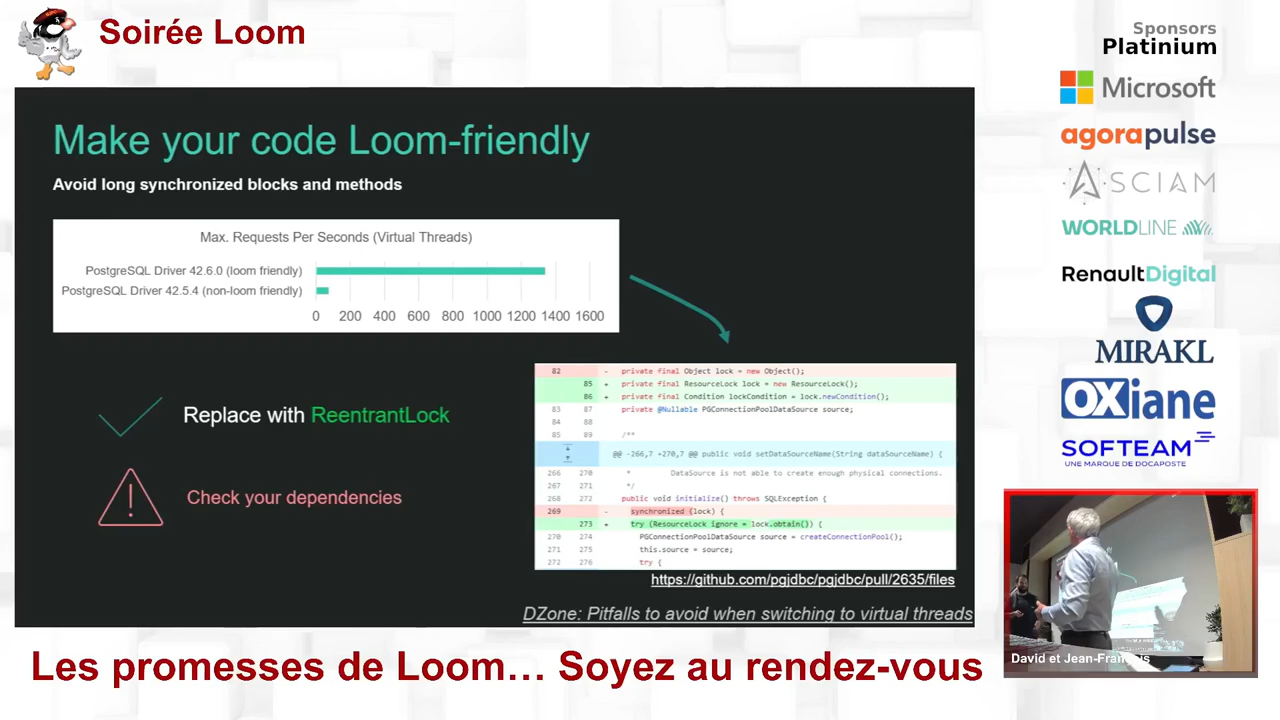 Soirée Loom
Sponsors
Platinium
Microsoft
agorapulse
ASCIAM
WORLDLINE
RenaultDigital
MIRAKL
OXiane
SOFTEAM
UNE MARQUE DE DOCAPOSTE
Make your code Loom-friendly
Avoid long synchronized blocks and methods
Max. Requests Per Seconds (Virtual Threads)
PostgreSQL Driver 42.6.0 (loom friendly)
PostgreSQL Driver 42.5.4 (non-loom friendly)
0 200 400 600 800 1000 1200 1400 1600
Replace with ReentrantLock
Check your dependencies
82 - private final Object lock = new Object();
85 + private final ResourceLock lock = new ResourceLock();
86 + private final Condition lockCondition = lock.newCondition();
83 87 private @Nullable PGConnectionPoolDataSource source;
84 88
85 89 /**
@@ -266,7 +270,7 @@ public void setDataSourceName(String dataSourceName) {
266 270 * DataSource is not able to create enough physical connections.
267 271 */
268 272 public void initialize() throws SQLException {
269 - synchronized (lock) {
273 + try (ResourceLock ignore = lock.obtain()) {
270 274 PGConnectionPoolDataSource source = createConnectionPool();
271 275 this.source = source;
272 276 try {
https://github.com/pgjdbc/pgjdbc/pull/2635/files
DZone: Pitfalls to avoid when switching to virtual threads
David et Jean-François
Les promesses de Loom… Soyez au rendez-vous